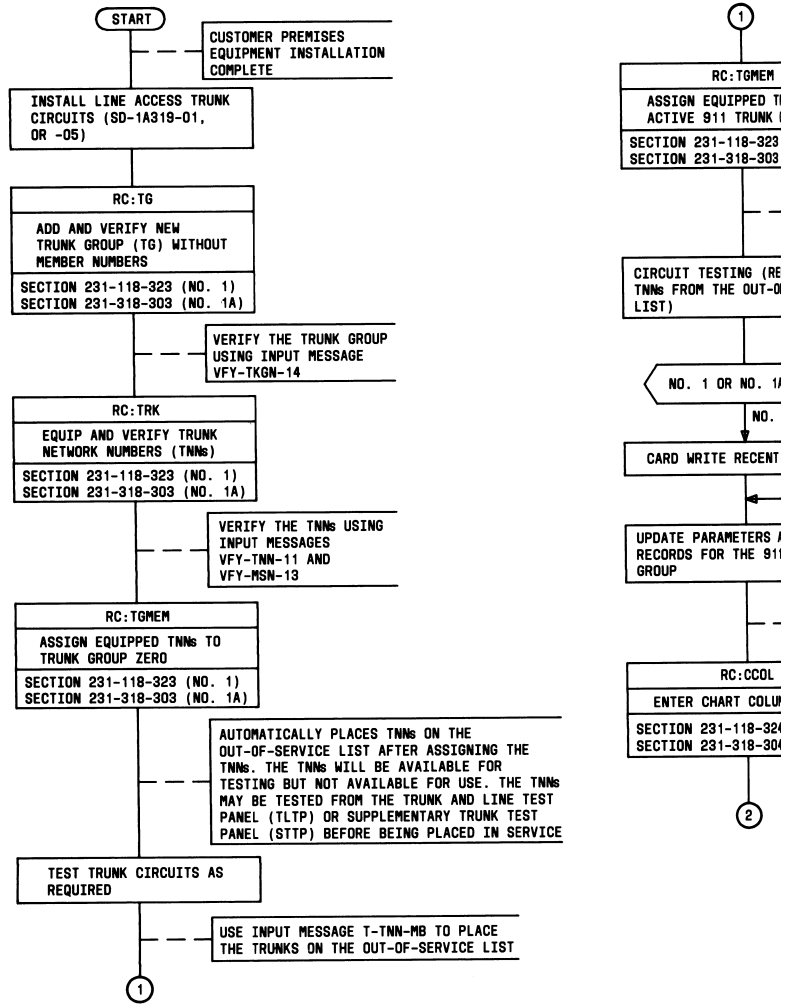 START
CUSTOMER PREMISES
EQUIPMENT INSTALLATION
COMPLETE
INSTALL LINE ACCESS TRUNK
CIRCUITS (SD-1A319-01,
OR -05)
RC:TG
ADD AND VERIFY NEW
TRUNK GROUP (TG) WITHOUT
MEMBER NUMBERS
SECTION 231-118-323 (NO. 1)
SECTION 231-318-303 (NO. 1A)
VERIFY THE TRUNK GROUP
USING INPUT MESSAGE
VFY-TKGN-14
RC:TRK
EQUIP AND VERIFY TRUNK
NETWORK NUMBERS (TNNs)
SECTION 231-118-323 (NO. 1)
SECTION 231-318-303 (NO. 1A)
VERIFY THE TNNs USING
INPUT MESSAGES
VFY-TNN-11 AND
VFY-MSN-13
RC:TGMEM
ASSIGN EQUIPPED TNNs TO
TRUNK GROUP ZERO
SECTION 231-118-323 (NO. 1)
SECTION 231-318-303 (NO. 1A)
AUTOMATICALLY PLACES TNNs ON THE
OUT-OF-SERVICE LIST AFTER ASSIGNING THE
TNNs. THE TNNs WILL BE AVAILABLE FOR
TESTING BUT NOT AVAILABLE FOR USE. THE TNNs
MAY BE TESTED FROM THE TRUNK AND LINE TEST
PANEL (TLTP) OR SUPPLEMENTARY TRUNK TEST
PANEL (STTP) BEFORE BEING PLACED IN SERVICE
TEST TRUNK CIRCUITS AS
REQUIRED
USE INPUT MESSAGE T-TNN-MB TO PLACE
THE TRUNKS ON THE OUT-OF-SERVICE LIST
1
1
RC:TGMEM
ASSIGN EQUIPPED
ACTIVE 911 TRUNK
SECTION 231-118-323
SECTION 231-318-303
CIRCUIT TESTING (RE
TNNs FROM THE OUT-O
LIST)
NO. 1 OR NO. 1A
NO.
CARD WRITE RECENT
UPDATE PARAMETERS
RECORDS FOR THE 911
GROUP
RC:CCOL
ENTER CHART COLU
SECTION 231-118-324
SECTION 231-318-304
2